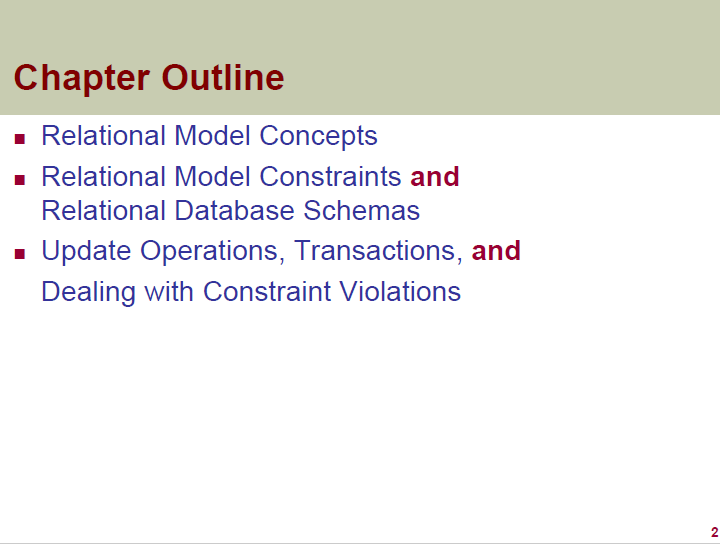 Chapter Outline
Relational Model Concepts
Relational Model Constraints and
Relational Database Schemas
Update Operations, Transactions, and
Dealing with Constraint Violations
2